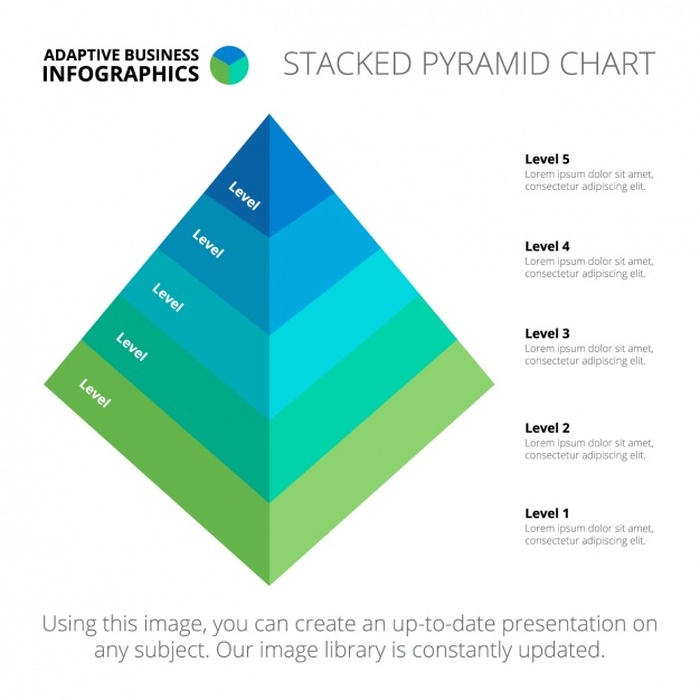 ADAPTIVE BUSINESS
INFOGRAPHICS
STACKED PYRAMID CHART
Level
Level
Level
Level
Level
Level 5
Lorem ipsum dolor sit amet,
consectetur adipiscing elit.
Level 4
Lorem ipsum dolor sit amet,
consectetur adipiscing elit.
Level 3
Lorem ipsum dolor sit amet,
consectetur adipiscing elit.
Level 2
Lorem ipsum dolor sit amet,
consectetur adipiscing elit.
Level 1
Lorem ipsum dolor sit amet,
consectetur adipiscing elit.
Using this image, you can create an up-to-date presentation on
any subject. Our image library is constantly updated.